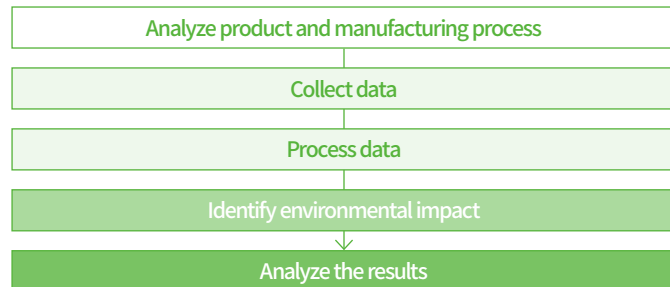 Analyze product and manufacturing process
Collect data
Process data
Identify environmental impact
Analyze the results